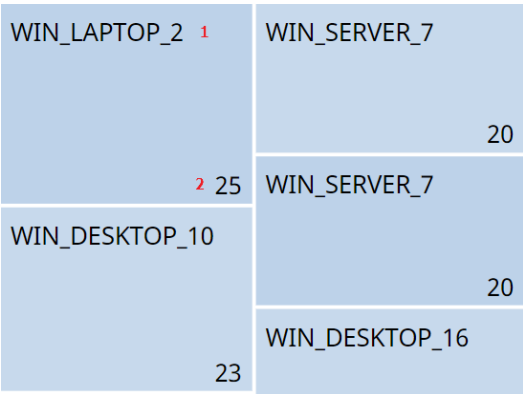 WIN_LAPTOP_2 1
2 25
WIN_DESKTOP_10
23
WIN_SERVER_7
20
WIN_SERVER_7
20
WIN_DESKTOP_16